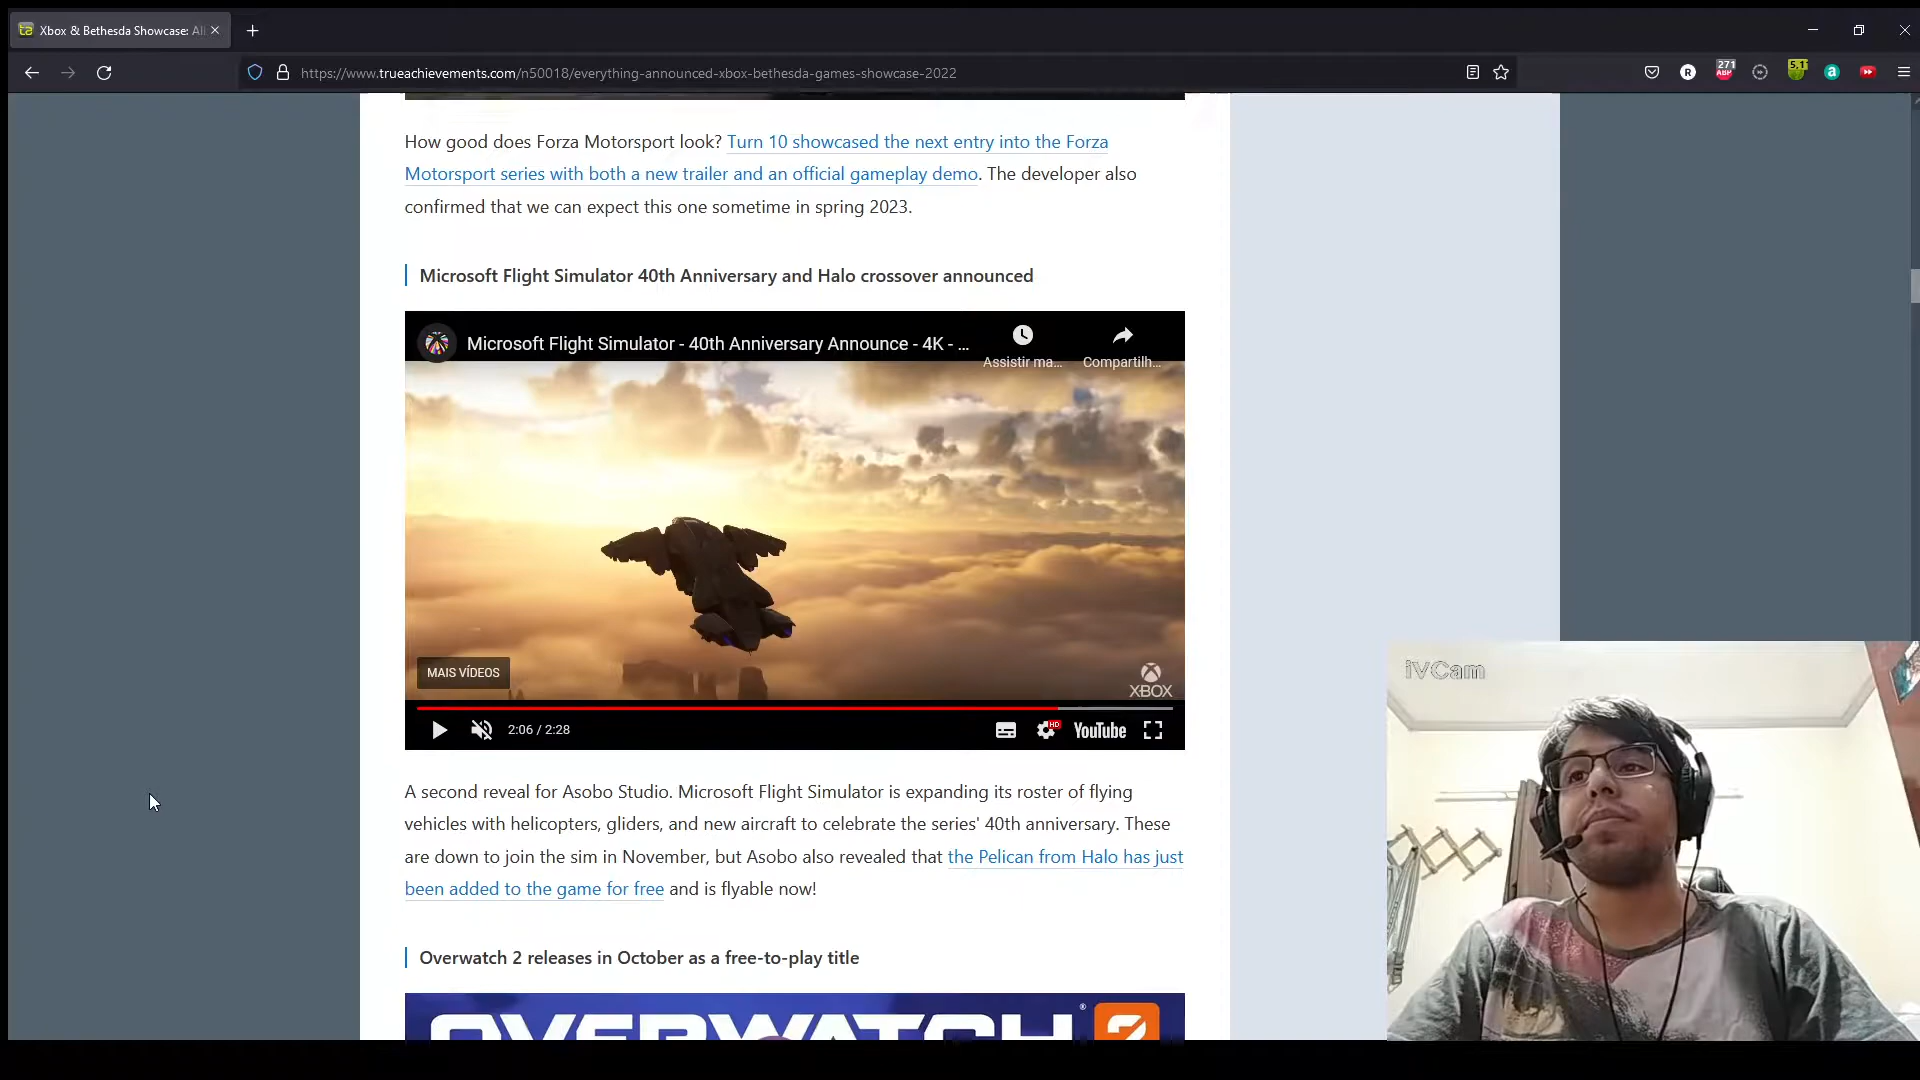 Xbox & Bethesda Showcase: All
https://www.trueachievements.com/n50018/everything-announced-xbox-bethesda-games-showcase-2022
R
271
ABP
5.1
a
How good does Forza Motorsport look? Turn 10 showcased the next entry into the Forza
Motorsport series with both a new trailer and an official gameplay demo. The developer also
confirmed that we can expect this one sometime in spring 2023.
Microsoft Flight Simulator 40th Anniversary and Halo crossover announced
Microsoft Flight Simulator - 40th Anniversary Announce - 4K - ...
Assistir ma...
Compartilh...
MAIS VÍDEOS
XBOX
2:06 / 2:28
HD
YouTube
A second reveal for Asobo Studio. Microsoft Flight Simulator is expanding its roster of flying
vehicles with helicopters, gliders, and new aircraft to celebrate the series' 40th anniversary. These
are down to join the sim in November, but Asobo also revealed that the Pelican from Halo has just
been added to the game for free and is flyable now!
Overwatch 2 releases in October as a free-to-play title
OVERWATCH 2
iVCam